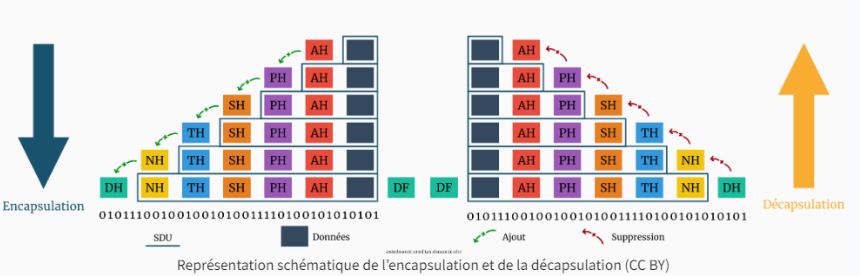 AH AH
PH AH AH PH
SH PH AH AH PH SH
TH SH PH AH AH PH SH TH
NH TH SH PH AH AH PH SH TH NH
DH NH TH SH PH AH DF DF AH PH SH TH NH DH
Encapsulation Décapsulation
SDU Données Ajout Suppression
Représentation schématique de l'encapsulation et de la décapsulation (CC BY)